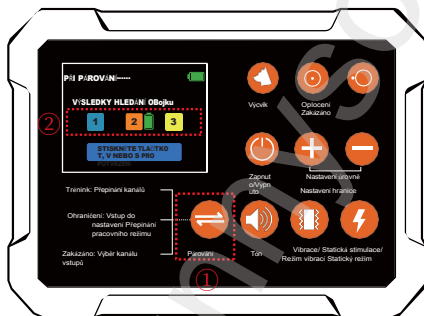 PŘI PÁROVÁNÍ------
VÝSLEDKY HLEDÁNÍ OBojku
② 1 2 3
STISKNĚTE TLAČÍTKO
T, V NEBO S PRO
POTVRZENÍ
Výcvik
Oplocení
Zakázáno
Zapnut
o/Vypn
uto
Nastavení úrovně
Nastavení hranice
Trénink: Přepínání kanálů
Ohraničení: Vstup do
nastavení Přepínání
pracovního režimu
Zakázáno: Výběr kanálu
vstupů
Párování
Tón
Vibrace/ Statická stimulace/
Režim vibrací Statický režim
①